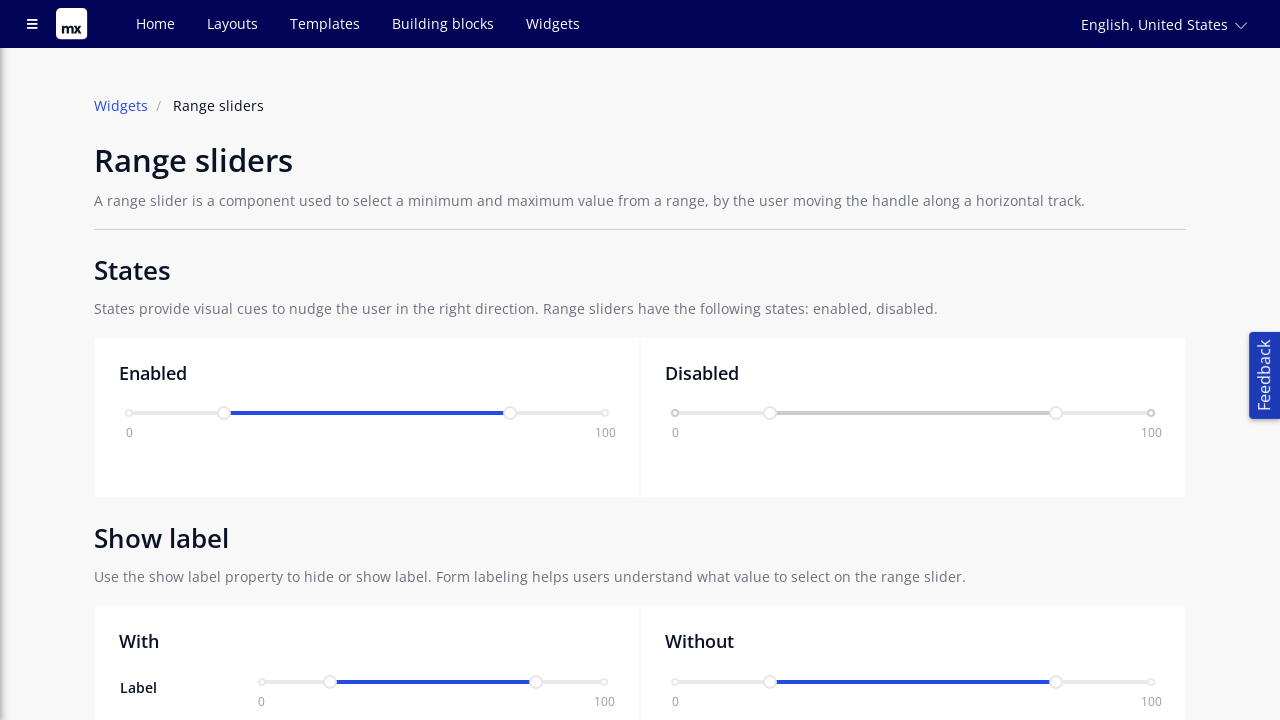 mx
Home
Layouts
Templates
Building blocks
Widgets
English, United States
Widgets / Range sliders
Range sliders
A range slider is a component used to select a minimum and maximum value from a range, by the user moving the handle along a horizontal track.
States
States provide visual cues to nudge the user in the right direction. Range sliders have the following states: enabled, disabled.
Enabled
0
100
Disabled
0
100
Feedback
Show label
Use the show label property to hide or show label. Form labeling helps users understand what value to select on the range slider.
With
Label
0
100
Without
0
100